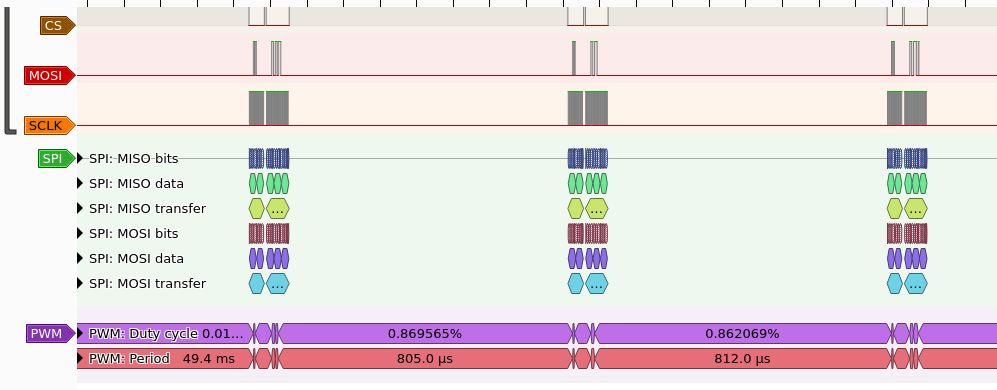 CS
MOSI
SCLK
SPI SPI: MISO bits
SPI: MISO data
SPI: MISO transfer ... ... ...
SPI: MOSI bits
SPI: MOSI data
SPI: MOSI transfer ... ... ...
PWM PWM: Duty cycle 0.01... 0.869565% 0.862069%
PWM: Period 49.4 ms 805.0 µs 812.0 µs